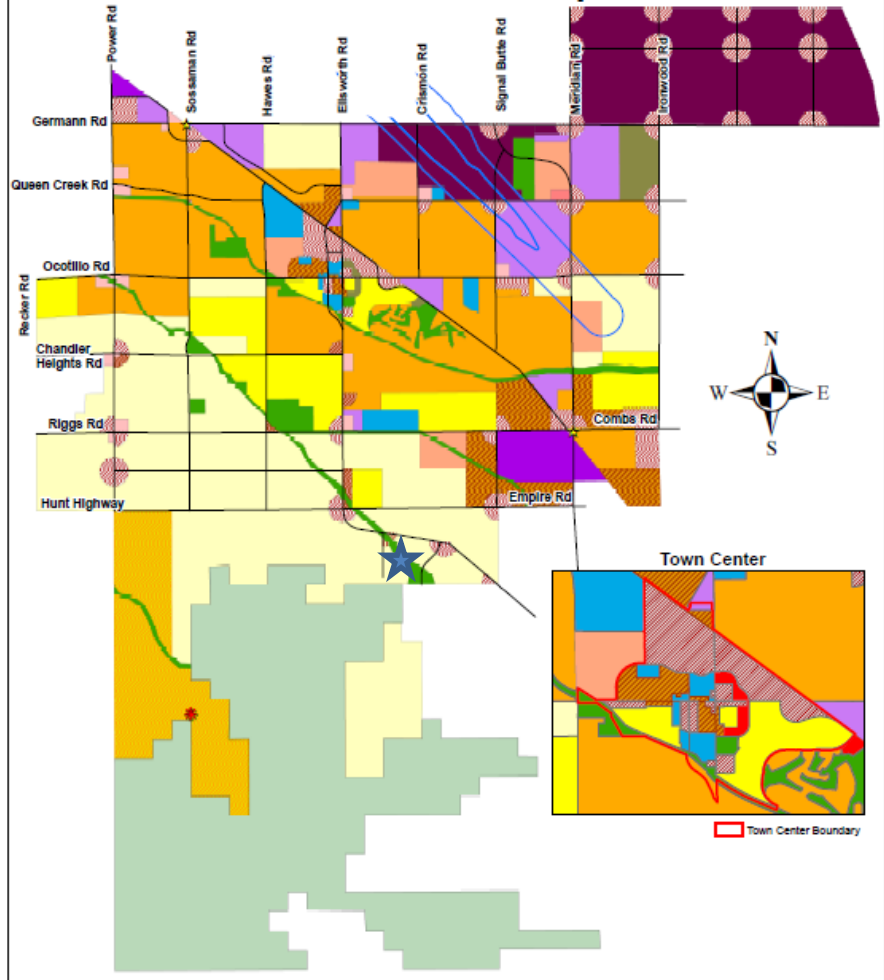 Power Rd
Sossaman Rd
Hawes Rd
Ellsworth Rd
Crismon Rd
Signal Butte Rd
Meridian Rd
Ironwood Rd
Germann Rd
Queen Creek Rd
Ocotillo Rd
Recker Rd
Chandler
Heights Rd
Riggs Rd
Hunt Highway
Combs Rd
Empire Rd
N
W
E
S
Town Center
Town Center Boundary